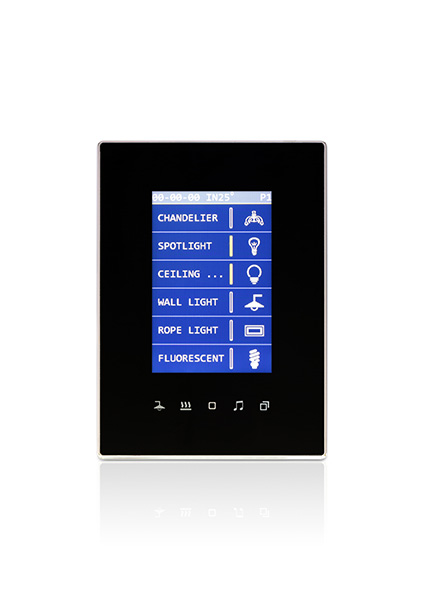 00-00-00 IN25° P1
CHANDELIER
SPOTLIGHT
CEILING ...
WALL LIGHT
ROPE LIGHT
FLUORESCENT